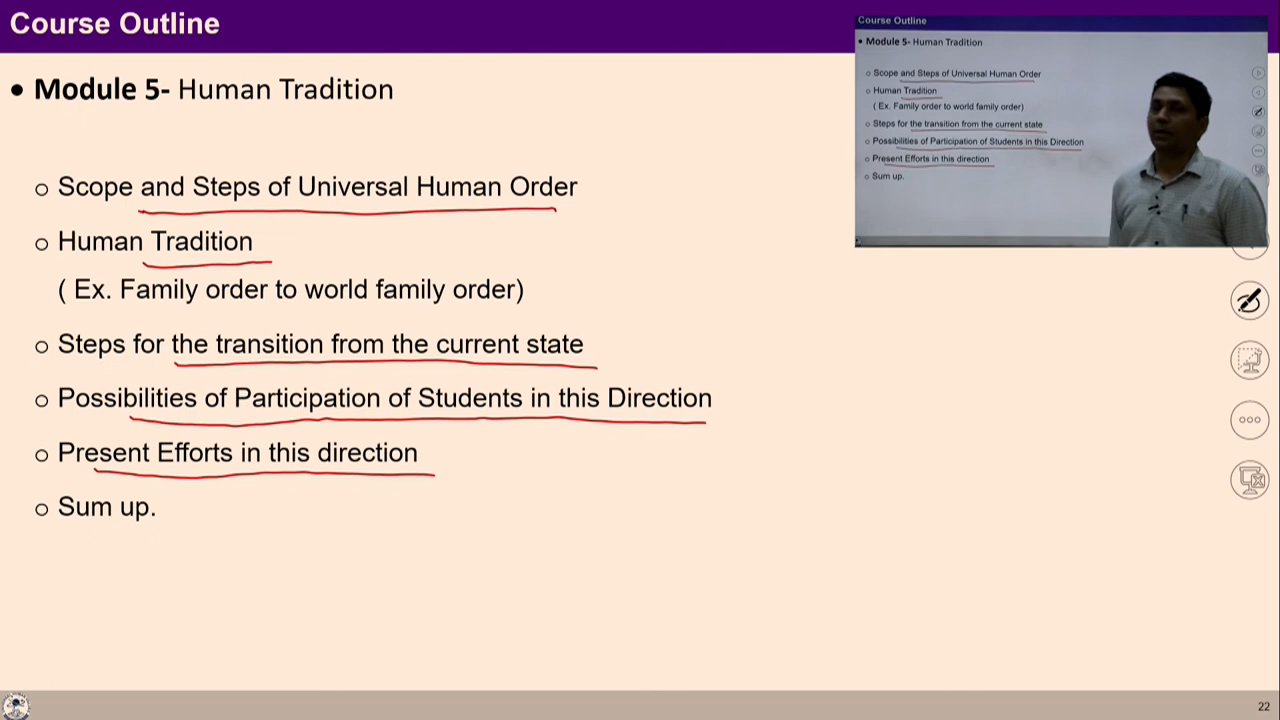 Course Outline
● Module 5- Human Tradition
o Scope and Steps of Universal Human Order
o Human Tradition
( Ex. Family order to world family order)
o Steps for the transition from the current state
o Possibilities of Participation of Students in this Direction
o Present Efforts in this direction
o Sum up.
Course Outline
• Module 5- Human Tradition
o Scope and Steps of Universal Human Order
o Human Tradition
( Ex. Family order to world family order)
o Steps for the transition from the current state
o Possibilities of Participation of Students in this Direction
o Present Efforts in this direction
o Sum up.
22